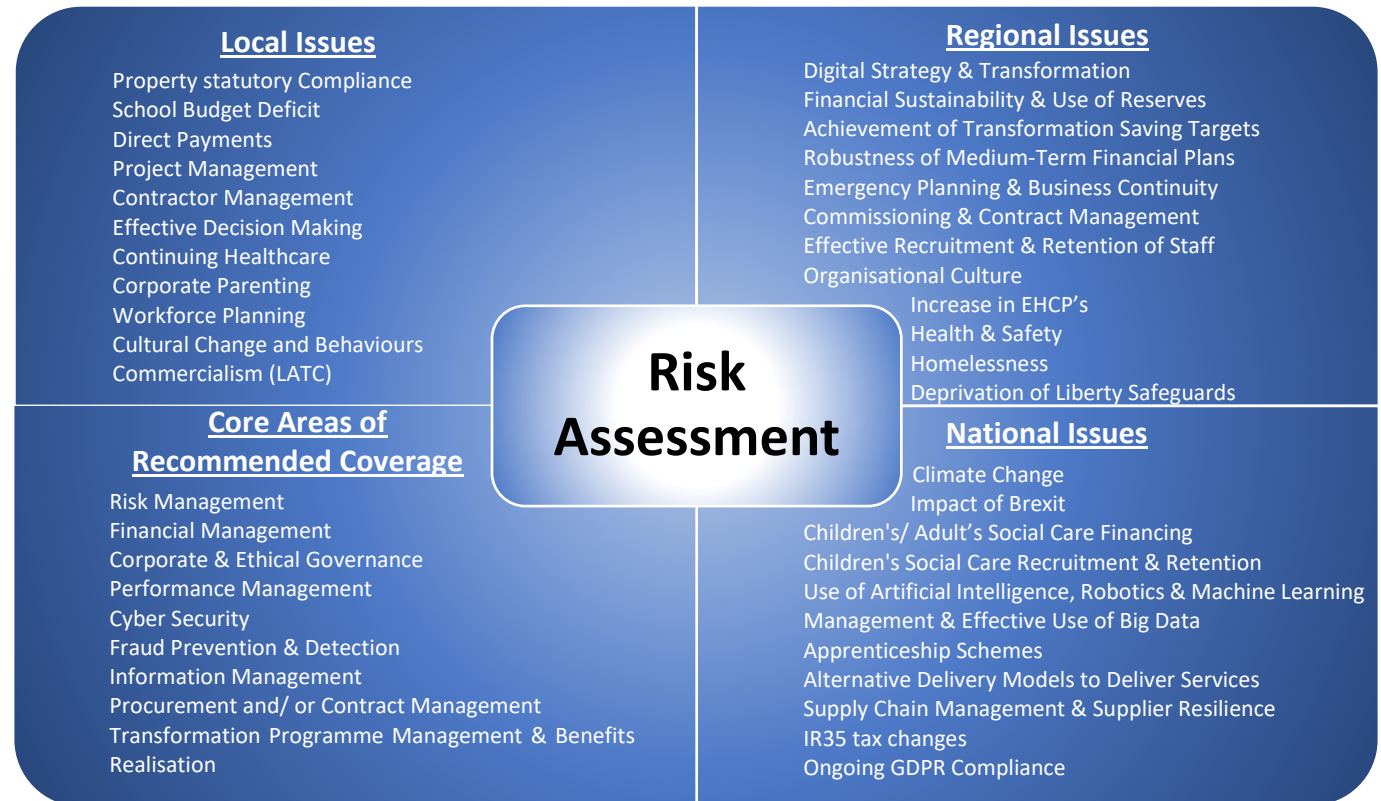 Local Issues
Property statutory Compliance
School Budget Deficit
Direct Payments
Project Management
Contractor Management
Effective Decision Making
Continuing Healthcare
Corporate Parenting
Workforce Planning
Cultural Change and Behaviours
Commercialism (LATC)
Regional Issues
Digital Strategy & Transformation
Financial Sustainability & Use of Reserves
Achievement of Transformation Saving Targets
Robustness of Medium-Term Financial Plans
Emergency Planning & Business Continuity
Commissioning & Contract Management
Effective Recruitment & Retention of Staff
Organisational Culture
Increase in EHCP’s
Health & Safety
Homelessness
Deprivation of Liberty Safeguards
Risk
Assessment
Core Areas of
Recommended Coverage
Risk Management
Financial Management
Corporate & Ethical Governance
Performance Management
Cyber Security
Fraud Prevention & Detection
Information Management
Procurement and/ or Contract Management
Transformation Programme Management & Benefits
Realisation
National Issues
Climate Change
Impact of Brexit
Children's/ Adult’s Social Care Financing
Children's Social Care Recruitment & Retention
Use of Artificial Intelligence, Robotics & Machine Learning
Management & Effective Use of Big Data
Apprenticeship Schemes
Alternative Delivery Models to Deliver Services
Supply Chain Management & Supplier Resilience
IR35 tax changes
Ongoing GDPR Compliance